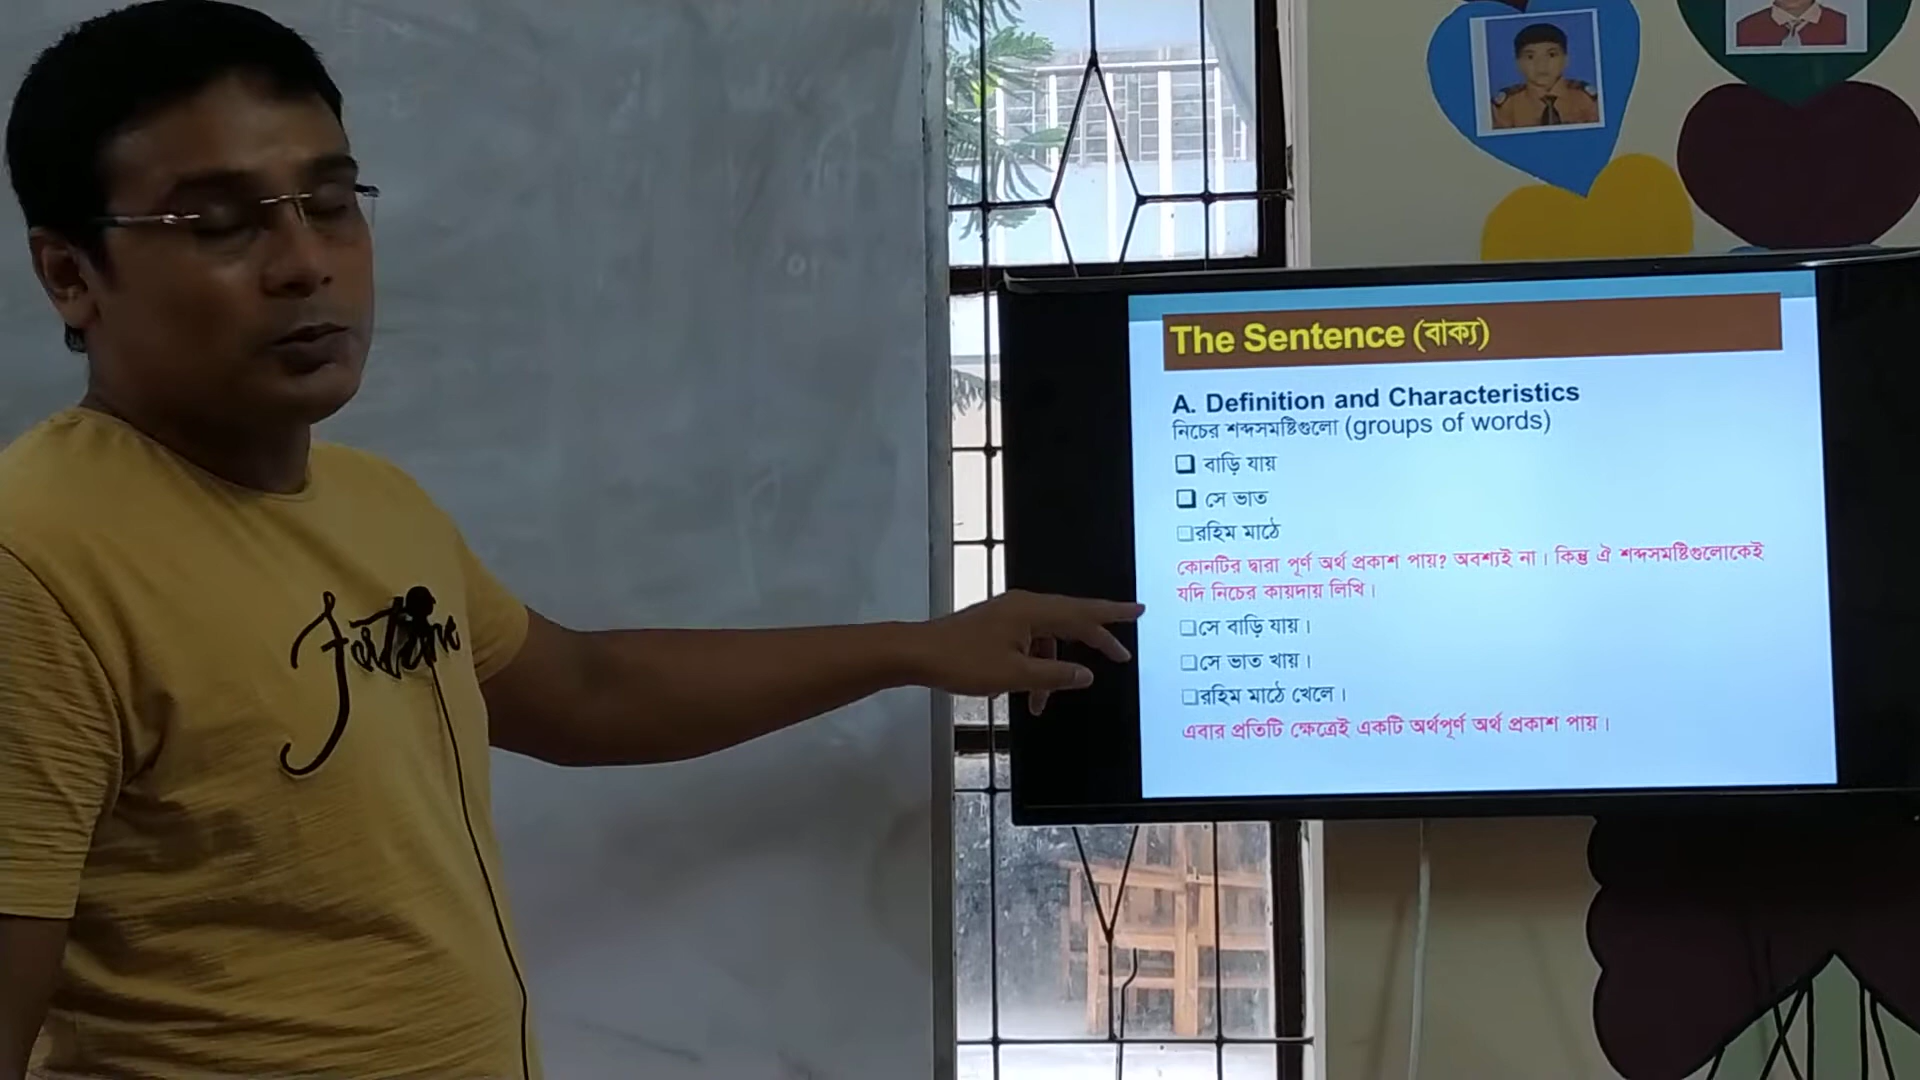 The Sentence (বাক্য)
A. Definition and Characteristics
নিচের শব্দসমষ্টিগুলো (groups of words)
বাড়ি যায়
সে ভাত
রহিম মাঠে
কোনটির দ্বারা পূর্ণ অর্থ প্রকাশ পায়? অবশ্যই না। কিন্তু ঐ শব্দসমষ্টিগুলোকেই
যদি নিচের কায়দায় লিখি।
সে বাড়ি যায়।
সে ভাত খায়।
রহিম মাঠে খেলে।
এবার প্রতিটি ক্ষেত্রেই একটি অর্থপূর্ণ অর্থ প্রকাশ পায়।